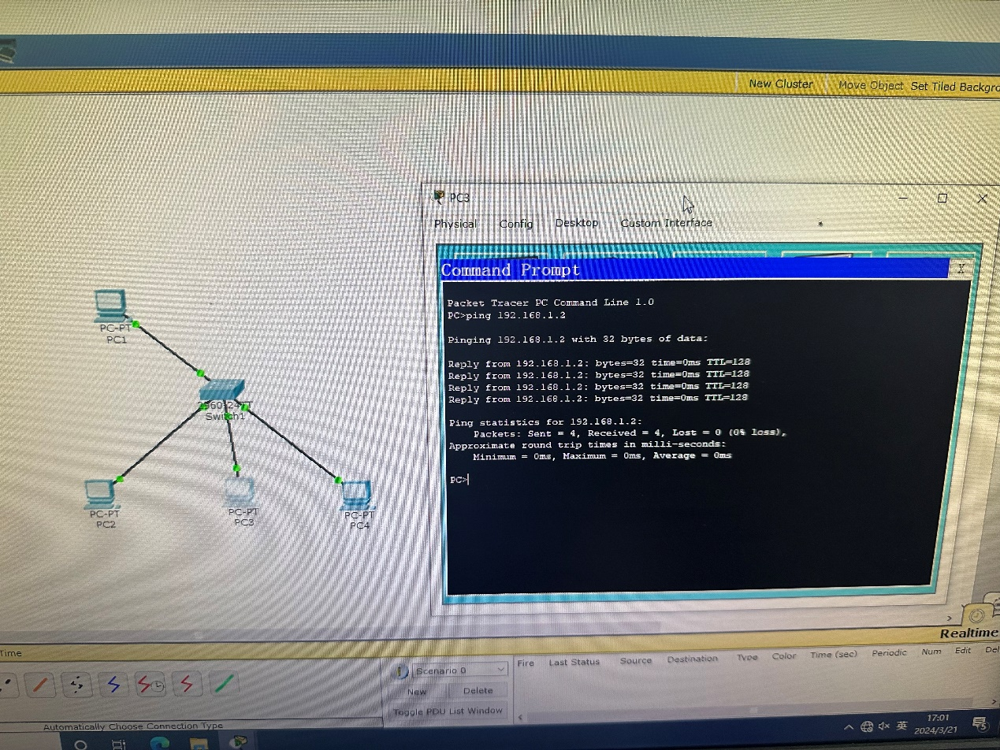 New Cluster Move Object Set Tiled Backgro
PC3
Physical Config Desktop Custom Interface
Command Prompt X
Packet Tracer PC Command Line 1.0
PC>ping 192.168.1.2
Pinging 192.168.1.2 with 32 bytes of data:
Reply from 192.168.1.2: bytes=32 time=0ms TTL=128
Reply from 192.168.1.2: bytes=32 time=0ms TTL=128
Reply from 192.168.1.2: bytes=32 time=0ms TTL=128
Reply from 192.168.1.2: bytes=32 time=0ms TTL=128
Ping statistics for 192.168.1.2:
Packets: Sent = 4, Received = 4, Lost = 0 (0% loss),
Approximate round trip times in milli-seconds:
Minimum = 0ms, Maximum = 0ms, Average = 0ms
PC>
PC-PT
PC1
2960-24TT
Switch1
PC-PT
PC2
PC-PT
PC3
PC-PT
PC4
Realtime
Time
Scenario 0
New Delete
Toggle PDU List Window
Fire Last Status Source Destination Type Color Time (sec) Periodic Num Edit Del
Automatically Choose Connection Type
英
17:01
2024/3/21
5